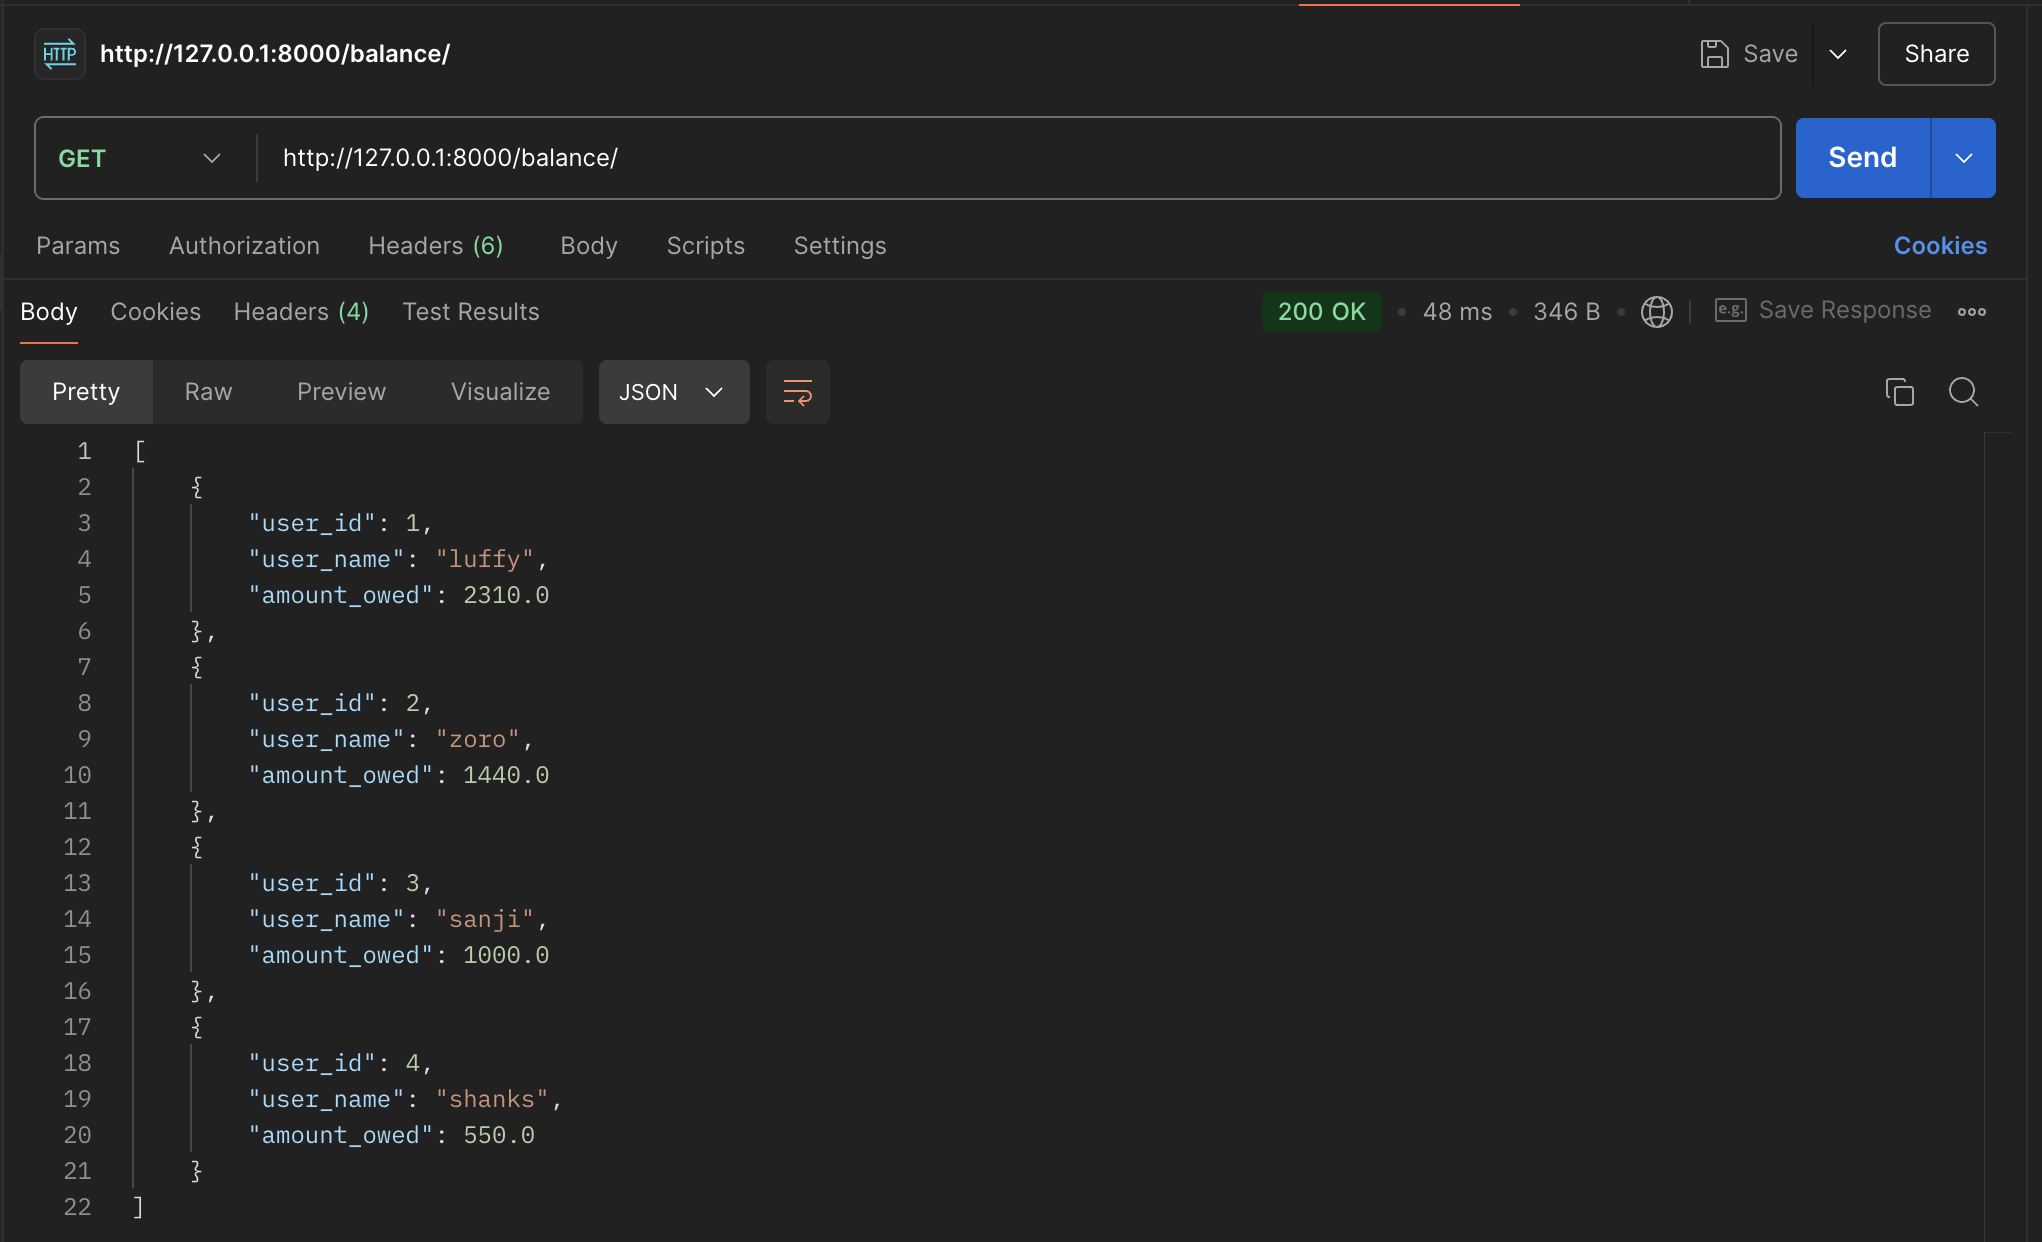 HTTP http://127.0.0.1:8000/balance/ Save Share
GET http://127.0.0.1:8000/balance/ Send
Params Authorization Headers (6) Body Scripts Settings Cookies
Body Cookies Headers (4) Test Results 200 OK • 48 ms • 346 B • e.g. Save Response
Pretty Raw Preview Visualize JSON
1 [
2 {
3 "user_id": 1,
4 "user_name": "luffy",
5 "amount_owed": 2310.0
6 },
7 {
8 "user_id": 2,
9 "user_name": "zoro",
10 "amount_owed": 1440.0
11 },
12 {
13 "user_id": 3,
14 "user_name": "sanji",
15 "amount_owed": 1000.0
16 },
17 {
18 "user_id": 4,
19 "user_name": "shanks",
20 "amount_owed": 550.0
21 }
22 ]